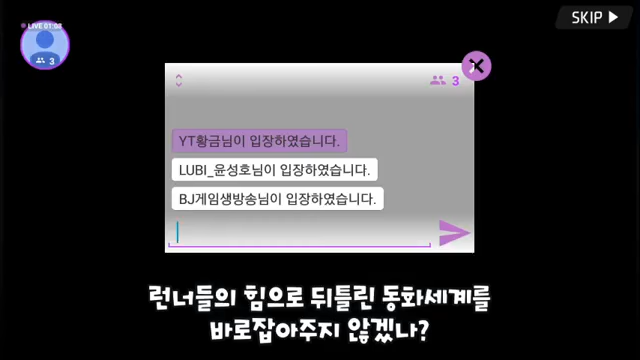 LIVE 01:08
SKIP
3
3
YT황금님이 입장하였습니다.
LUBI_윤성호님이 입장하였습니다.
BJ게임생방송님이 입장하였습니다.
런너들의 힘으로 뒤틀린 동화세계를
바로잡아주지 않겠나?